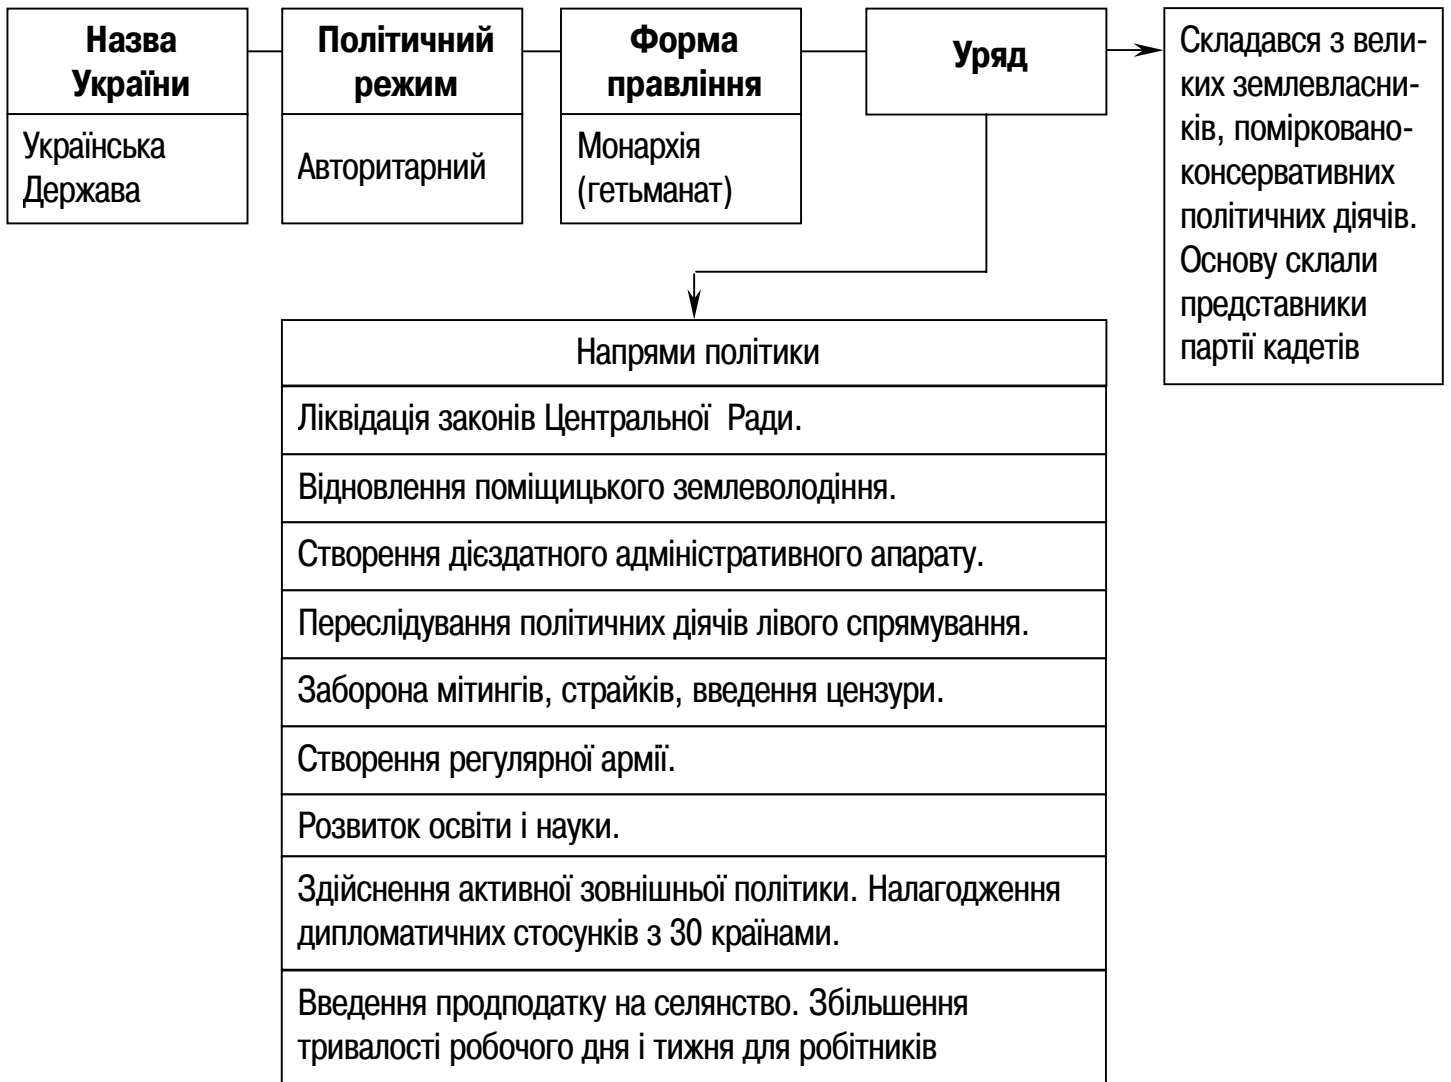 Назва
України
Українська
Держава
Політичний
режим
Авторитарний
Форма
правління
Монархія
(гетьманат)
Уряд
Складався з вели-
ких землевласни-
ків, помірковано-
консервативних
політичних діячів.
Основу склали
представники
партії кадетів
Напрями політики
Ліквідація законів Центральної Ради.
Відновлення поміщицького землеволодіння.
Створення дієздатного адміністративного апарату.
Переслідування політичних діячів лівого спрямування.
Заборона мітингів, страйків, введення цензури.
Створення регулярної армії.
Розвиток освіти і науки.
Здійснення активної зовнішньої політики. Налагодження
дипломатичних стосунків з 30 країнами.
Введення продподатку на селянство. Збільшення
тривалості робочого дня і тижня для робітників